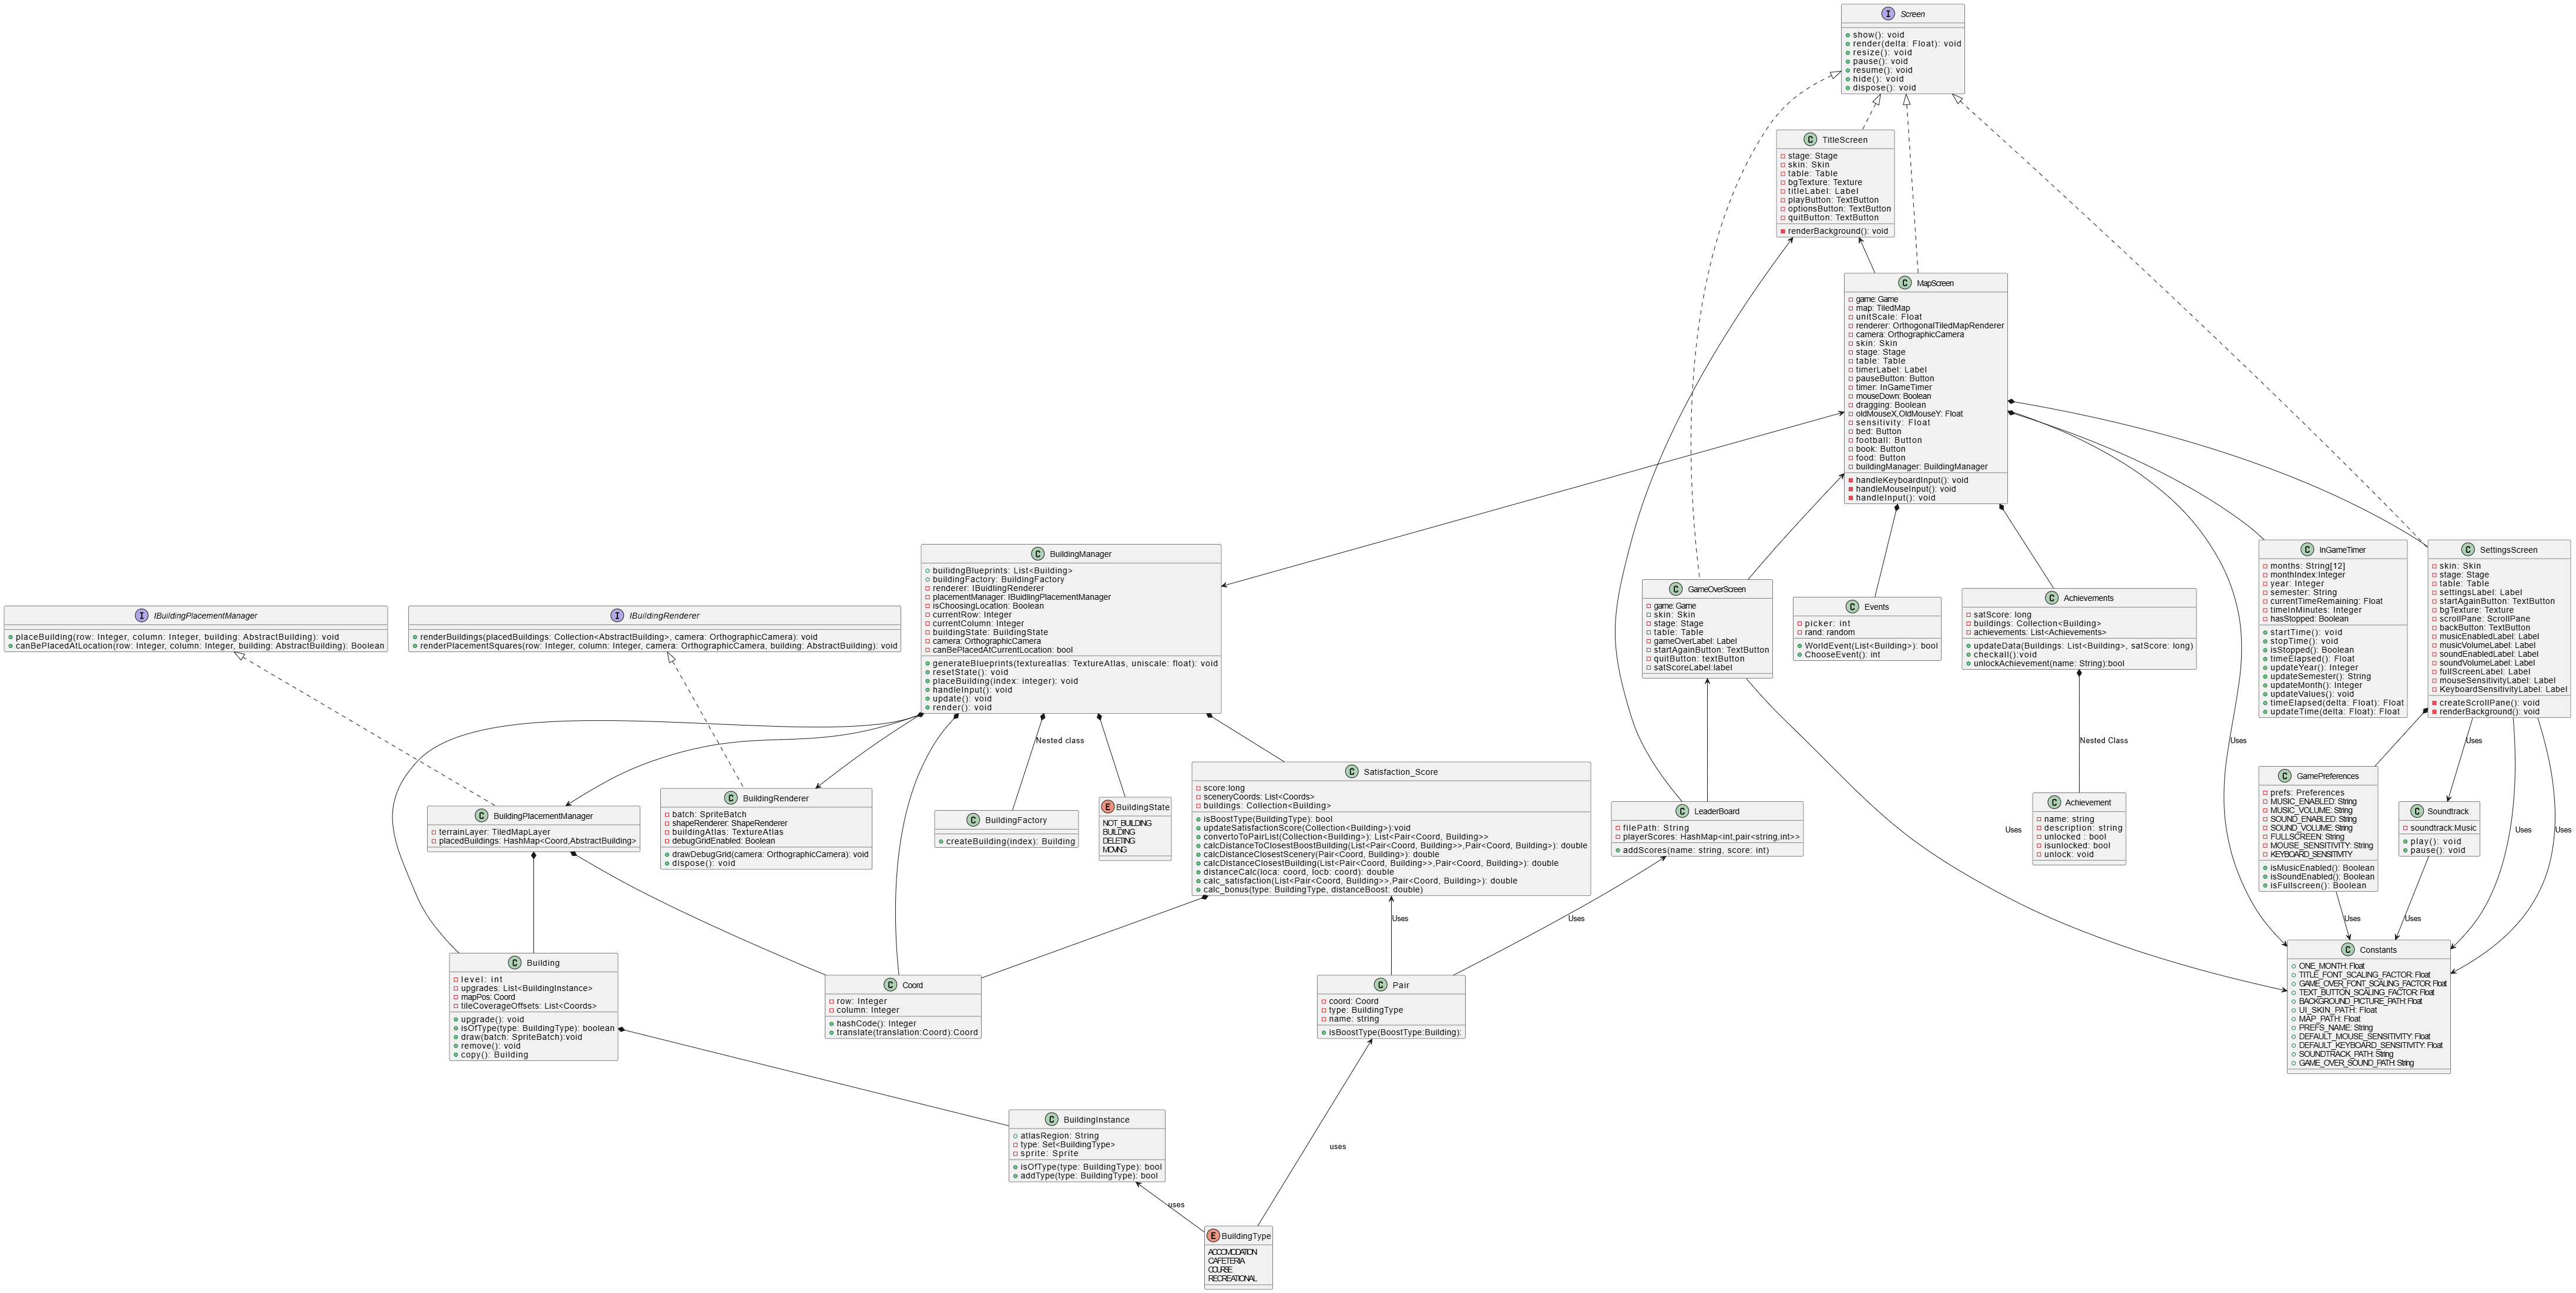 I Screen
show(): void
render(delta: Float): void
resize(): void
pause(): void
resume(): void
hide(): void
dispose(): void
C TitleScreen
stage: Stage
skin: Skin
table: Table
bgTexture: Texture
titleLabel: Label
playButton: TextButton
optionsButton: TextButton
quitButton: TextButton
renderBackground(): void
C MapScreen
game: Game
map: TiledMap
unitScale: Float
renderer: OrthogonalTiledMapRenderer
camera: OrthographicCamera
skin: Skin
stage: Stage
table: Table
timerLabel: Label
pauseButton: Button
timer: InGameTimer
mouseDown: Boolean
dragging: Boolean
oldMouseX,OldMouseY: Float
sensitivity: Float
bed: Button
football: Button
book: Button
food: Button
buildingManager: BuildingManager
handleKeyboardInput(): void
handleMouseInput(): void
handleInput(): void
I IBuildingPlacementManager
placeBuilding(row: Integer, column: Integer, building: AbstractBuilding): void
canBePlacedAtLocation(row: Integer, column: Integer, building: AbstractBuilding): Boolean
I IBuildingRenderer
renderBuildings(placedBuildings: Collection<AbstractBuilding>, camera: OrthographicCamera): void
renderPlacementSquares(row: Integer, column: Integer, camera: OrthographicCamera, building: AbstractBuilding): void
C BuildingManager
builidngBlueprints: List<Building>
buildingFactory: BuildingFactory
renderer: IBuidlingRenderer
placementManager: IBuidlingPlacementManager
isChoosingLocation: Boolean
currentRow: Integer
currentColumn: Integer
buildingState: BuildingState
camera: OrthographicCamera
canBePlacedAtCurrentLocation: bool
generateBlueprints(textureatlas: TextureAtlas, uniscale: float): void
resetState(): void
placeBuilding(index: integer): void
handleInput(): void
update(): void
render(): void
C GameOverScreen
game: Game
skin: Skin
stage: Stage
table: Table
gameOverLabel: Label
startAgainButton: TextButton
quitButton: textButton
satScoreLabel:label
C Events
picker: int
rand: random
WorldEvent(List<Building>): bool
ChooseEvent(): int
C Achievements
satScore: long
buildings: Collection<Building>
achievements: List<Achievements>
updateData(Buildings: List<Building>, satScore: long)
checkall():void
unlockAchievement(name: String):bool
C InGameTimer
months: String[12]
monthIndex:Integer
year: Integer
semester: String
currentTimeRemaining: Float
timeInMinutes: Integer
hasStopped: Boolean
startTime(): void
stopTime(): void
isStopped(): Boolean
timeElapsed(): Float
updateYear(): Integer
updateSemester(): String
updateMonth(): Integer
updateValues(): void
timeElapsed(delta: Float): Float
updateTime(delta: Float): Float
C SettingsScreen
skin: Skin
stage: Stage
table: Table
settingsLabel: Label
startAgainButton: TextButton
bgTexture: Texture
scrollPane: ScrollPane
backButton: TextButton
musicEnabledLabel: Label
musicVolumeLabel: Label
soundEnabledLabel: Label
soundVolumeLabel: Label
fullScreenLabel: Label
mouseSensitivityLabel: Label
KeyboardSensitivityLabel: Label
createScrollPane(): void
renderBackground(): void
Nested class
Nested Class
Uses
Uses
C BuildingPlacementManager
terrainLayer: TiledMapLayer
placedBuildings: HashMap<Coord,AbstractBuilding>
C BuildingRenderer
batch: SpriteBatch
shapeRenderer: ShapeRenderer
buildingAtlas: TextureAtlas
debugGridEnabled: Boolean
drawDebugGrid(camera: OrthographicCamera): void
dispose(): void
C BuildingFactory
createBuilding(index): Building
E BuildingState
NOT_BUILDING
BUILDING
DELETING
MOVING
C Satisfaction_Score
score:long
sceneryCoords: List<Coords>
buildings: Collection<Building>
isBoostType(BuildingType): bool
updateSatisfactionScore(Collection<Building>):void
convertoToPairList(Collection<Building>): List<Pair<Coord, Building>>
calcDistanceToClosestBoostBuilding(List<Pair<Coord, Building>>,Pair<Coord, Building): double
calcDistanceClosestScenery(Pair<Coord, Building): double
calcDistanceClosestBuilding(List<Pair<Coord, Building>>,Pair<Coord, Building): double
distanceCalc(loca: coord, locb: coord): double
calc_satisfaction(List<Pair<Coord, Building>>,Pair<Coord, Building>): double
calc_bonus(type: BuildingType, distanceBoost: double)
C LeaderBoard
filePath: String
playerScores: HashMap<int,pair<string,int>>
addScores(name: string, score: int)
C Achievement
name: string
description: string
unlocked : bool
isunlocked: bool
unlock: void
C GamePreferences
prefs: Preferences
MUSIC_ENABLED: String
MUSIC_VOLUME: String
SOUND_ENABLED: String
SOUND_VOLUME: String
FULLSCREEN: String
MOUSE_SENSITIVITY: String
KEYBOARD_SENSITIVITY
isMusicEnabled(): Boolean
isSoundEnabled(): Boolean
isFullscreen(): Boolean
C Soundtrack
soundtrack:Music
play(): void
pause(): void
Uses
Uses
Uses
Uses
Uses
Uses
Uses
C Building
level: int
upgrades: List<BuildingInstance>
mapPos: Coord
tileCoverageOffsets: List<Coords>
upgrade(): void
isOfType(type: BuildingType): boolean
draw(batch: SpriteBatch):void
remove(): void
copy(): Building
C Coord
row: Integer
column: Integer
hashCode(): Integer
translate(translation:Coord):Coord
C Pair
coord: Coord
type: BuildingType
name: string
isBoostType(BoostType:Building):
C Constants
ONE_MONTH: Float
TITLE_FONT_SCALING_FACTOR: Float
GAME_OVER_FONT_SCALING_FACTOR: Float
TEXT_BUTTON_SCALING_FACTOR: Float
BACKGROUND_PICTURE_PATH: Float
UI_SKIN_PATH: Float
MAP_PATH: Float
PREFS_NAME: String
DEFAULT_MOUSE_SENSITIVITY: Float
DEFAULT_KEYBOARD_SENSITIVITY: Float
SOUNDTRACK_PATH: String
GAME_OVER_SOUND_PATH: String
C BuildingInstance
atlasRegion: String
type: Set<BuildingType>
sprite: Sprite
isOfType(type: BuildingType): bool
addType(type: BuildingType): bool
uses
uses
E BuildingType
ACCOMODATION
CAFETERIA
COURSE
RECREATIONAL